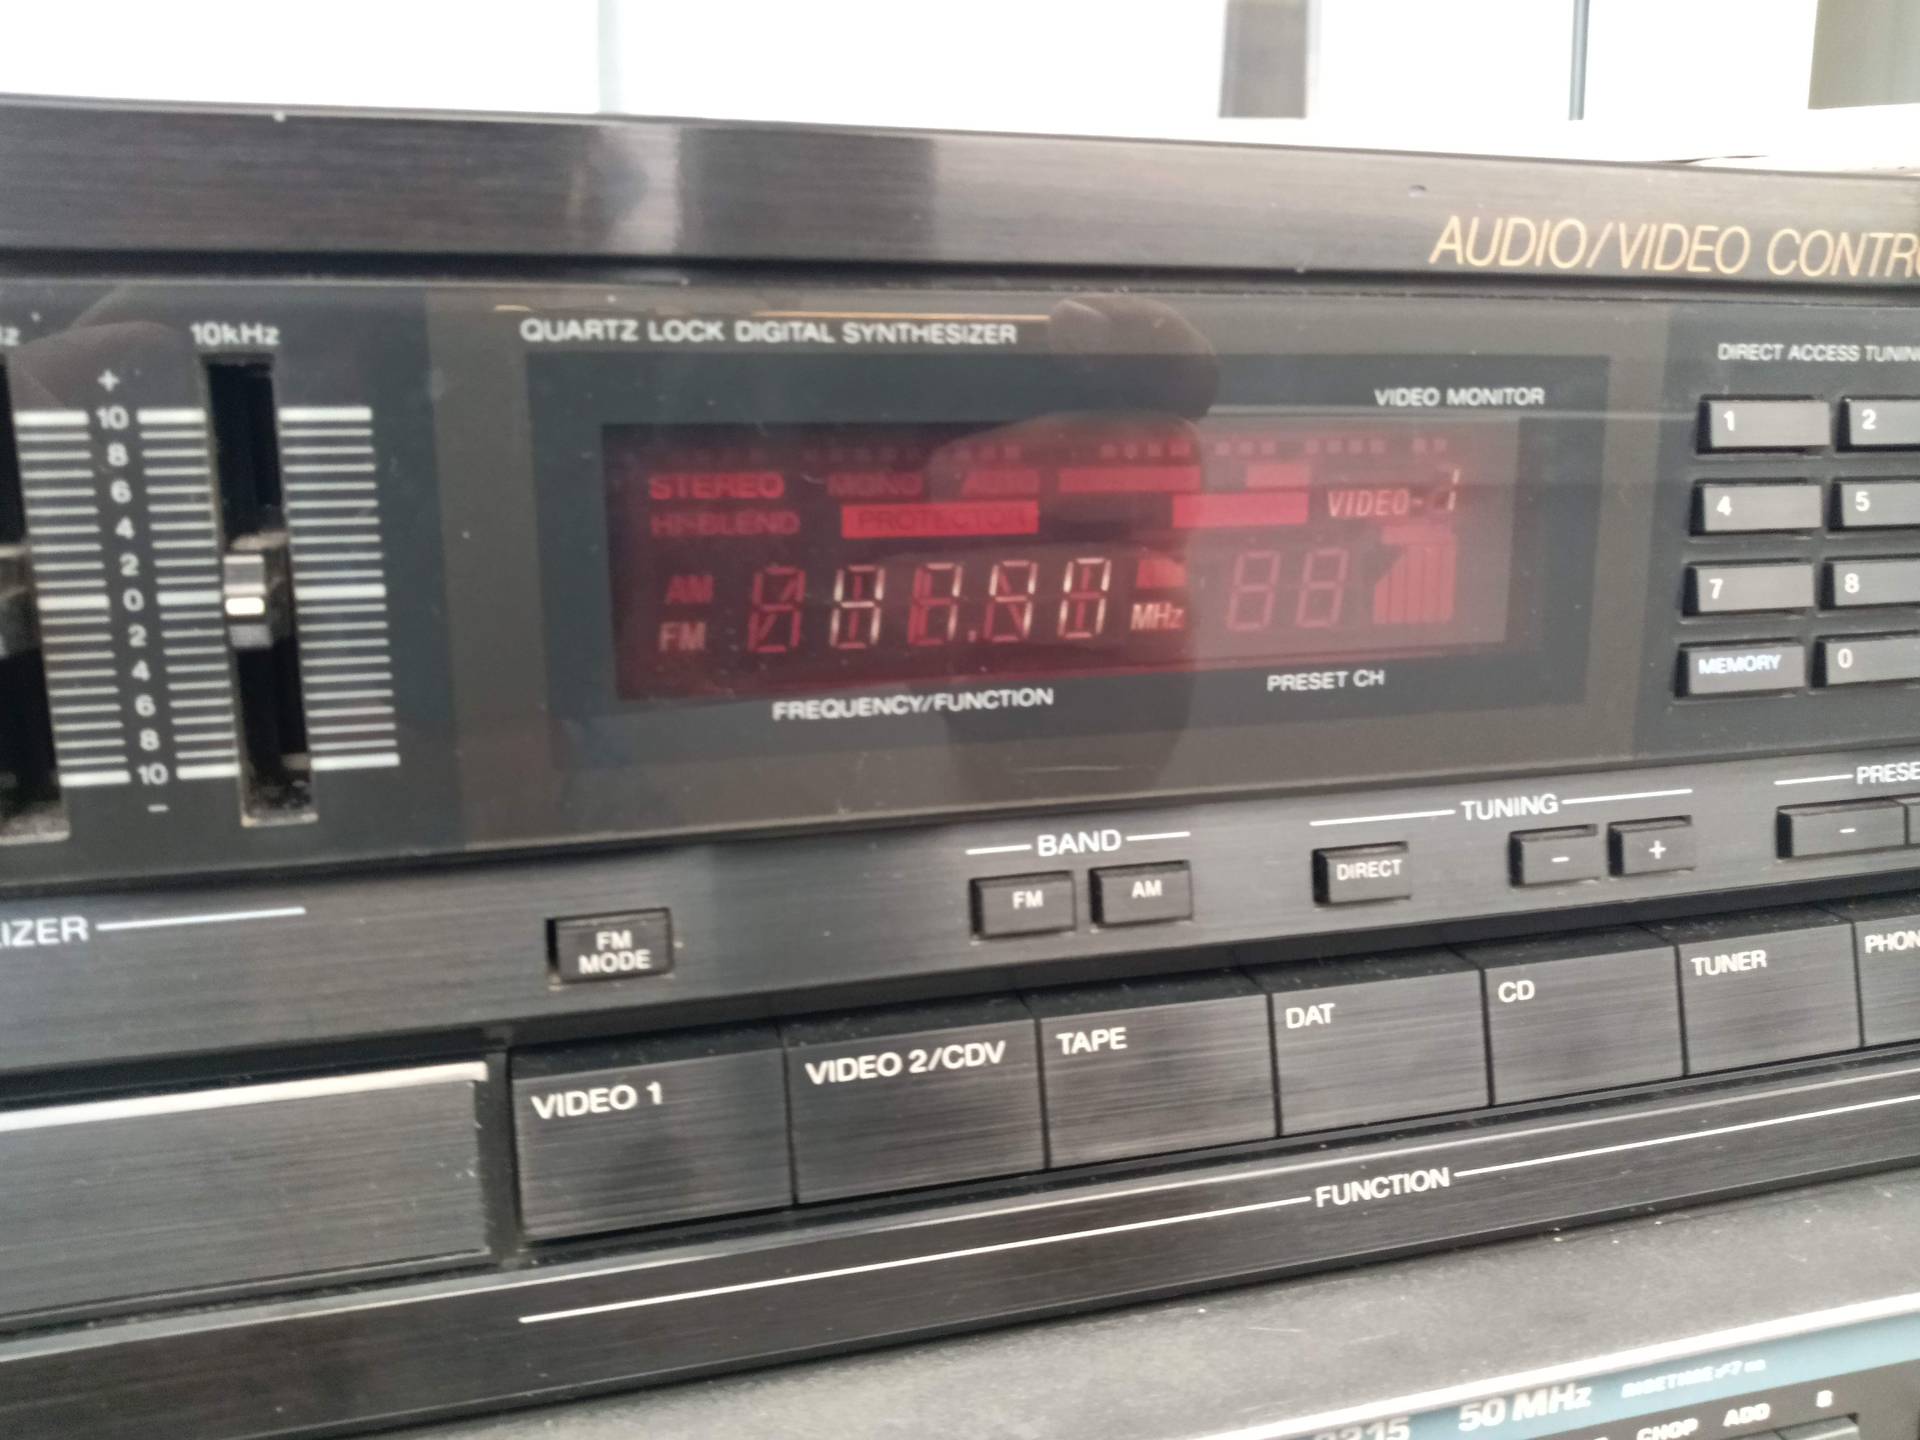 AUDIO/VIDEO CONTR
10kHz
QUARTZ LOCK DIGITAL SYNTHESIZER
DIRECT ACCESS TUNIN
VIDEO MONITOR
+
10
8
6
4
2
0
2
4
6
8
10
−
STEREO MONO
VIDEO-1
HI-BLEND
AM
FM
MHz
FREQUENCY/FUNCTION
PRESET CH
1 2
4 5
7 8
MEMORY 0
BAND
TUNING
PRESE
FM AM
DIRECT − +
−
IZER
FM
MODE
VIDEO 1
VIDEO 2/CDV
TAPE
DAT
CD
TUNER
PHON
FUNCTION
50 MHz
CHOP ADD B